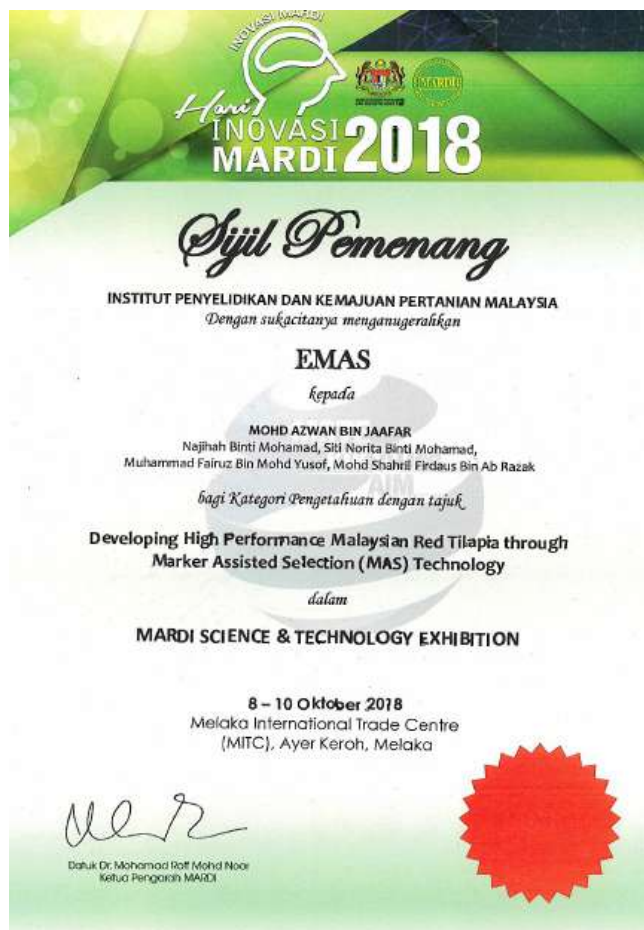 INOVASI MARDI
MARDI
Hari
INOVASI
MARDI 2018
Sijil Pemenang
INSTITUT PENYELIDIKAN DAN KEMAJUAN PERTANIAN MALAYSIA
Dengan sukacitanya menganugerahkan
EMAS
kepada
MOHD AZWAN BIN JAAFAR
Najihah Binti Mohamad, Siti Norita Binti Mohamad,
Muhammad Fairuz Bin Mohd Yusof, Mohd Shahril Firdaus Bin Ab Razak
AIM
bagi Kategori Pengetahuan dengan tajuk
Developing High Performance Malaysian Red Tilapia through
Marker Assisted Selection (MAS) Technology
dalam
MARDI SCIENCE & TECHNOLOGY EXHIBITION
8 – 10 Oktober 2018
Melaka International Trade Centre
(MITC), Ayer Keroh, Melaka
Datuk Dr. Mohamad Roff Mohd Noor
Ketua Pengarah MARDI